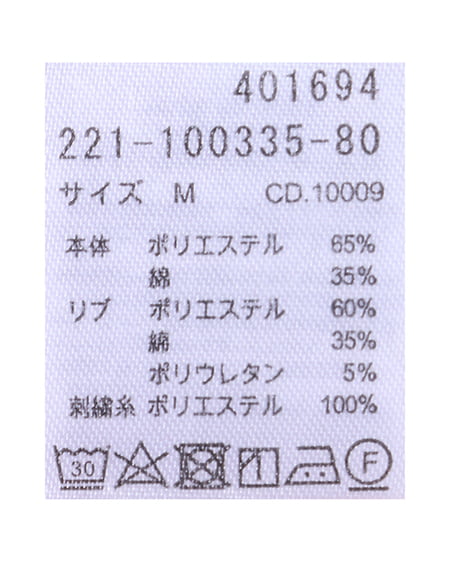 401694
221-100335-80
サイズ M CD.10009
本体 ポリエステル 65%
綿 35%
リブ ポリエステル 60%
綿 35%
ポリウレタン 5%
刺繍糸 ポリエステル 100%
30 F